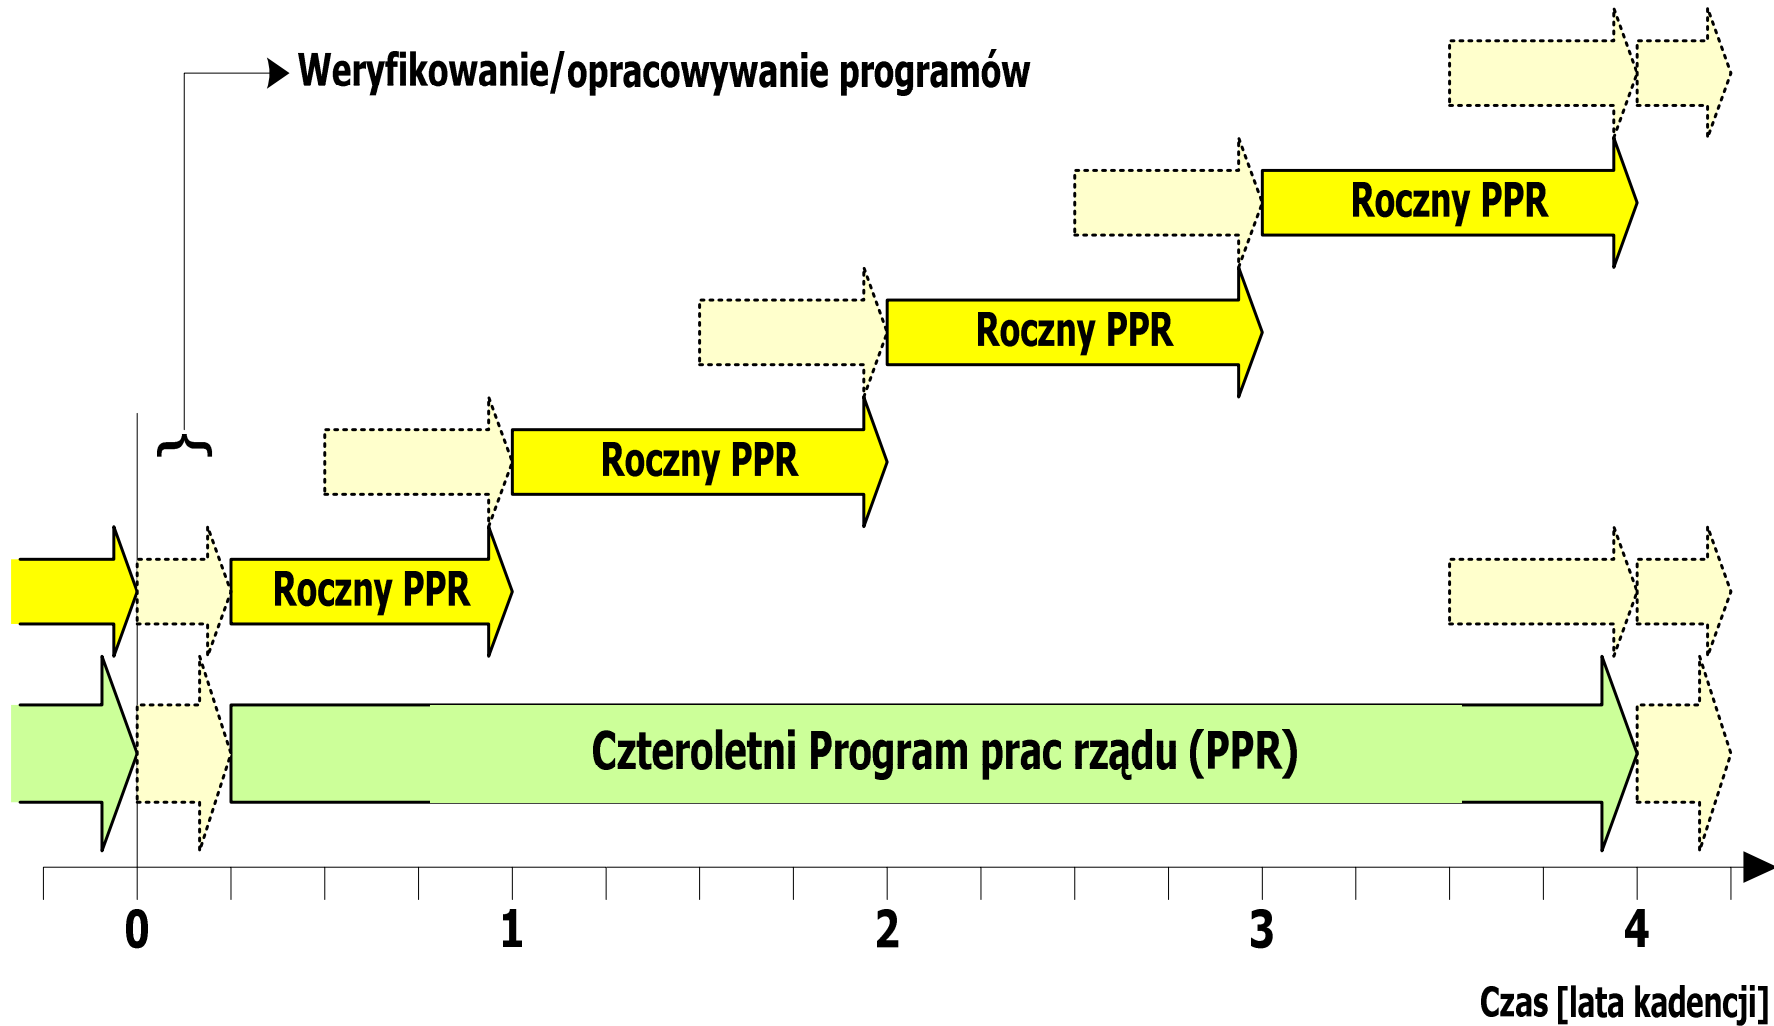 Weryfikowanie/opracowywanie programów
Roczny PPR
Roczny PPR
Roczny PPR
Roczny PPR
Czteroletni Program prac rządu (PPR)
0 1 2 3 4
Czas [lata kadencji]